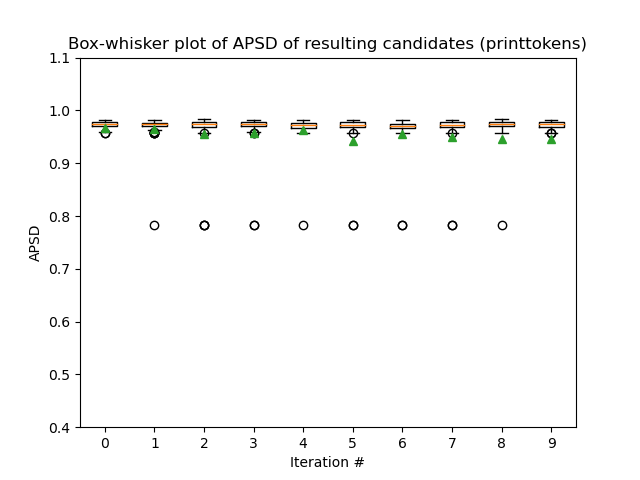 Box-whisker plot of APSD of resulting candidates (printtokens)
1.1
1.0
0.9
0.8
0.7
0.6
0.5
0.4
APSD
0 1 2 3 4 5 6 7 8 9
Iteration #